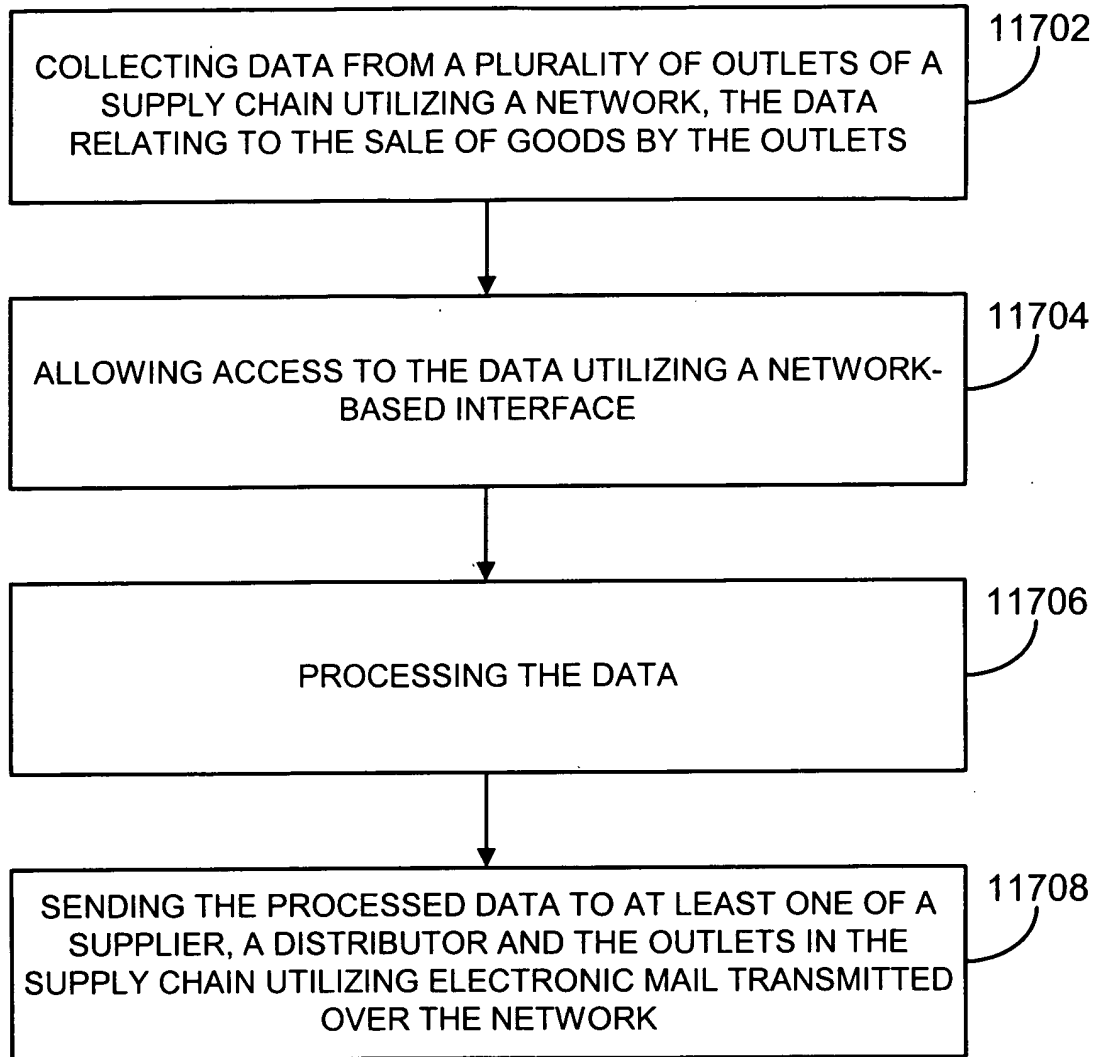 11702
COLLECTING DATA FROM A PLURALITY OF OUTLETS OF A
SUPPLY CHAIN UTILIZING A NETWORK, THE DATA
RELATING TO THE SALE OF GOODS BY THE OUTLETS
11704
ALLOWING ACCESS TO THE DATA UTILIZING A NETWORK-
BASED INTERFACE
11706
PROCESSING THE DATA
11708
SENDING THE PROCESSED DATA TO AT LEAST ONE OF A
SUPPLIER, A DISTRIBUTOR AND THE OUTLETS IN THE
SUPPLY CHAIN UTILIZING ELECTRONIC MAIL TRANSMITTED
OVER THE NETWORK